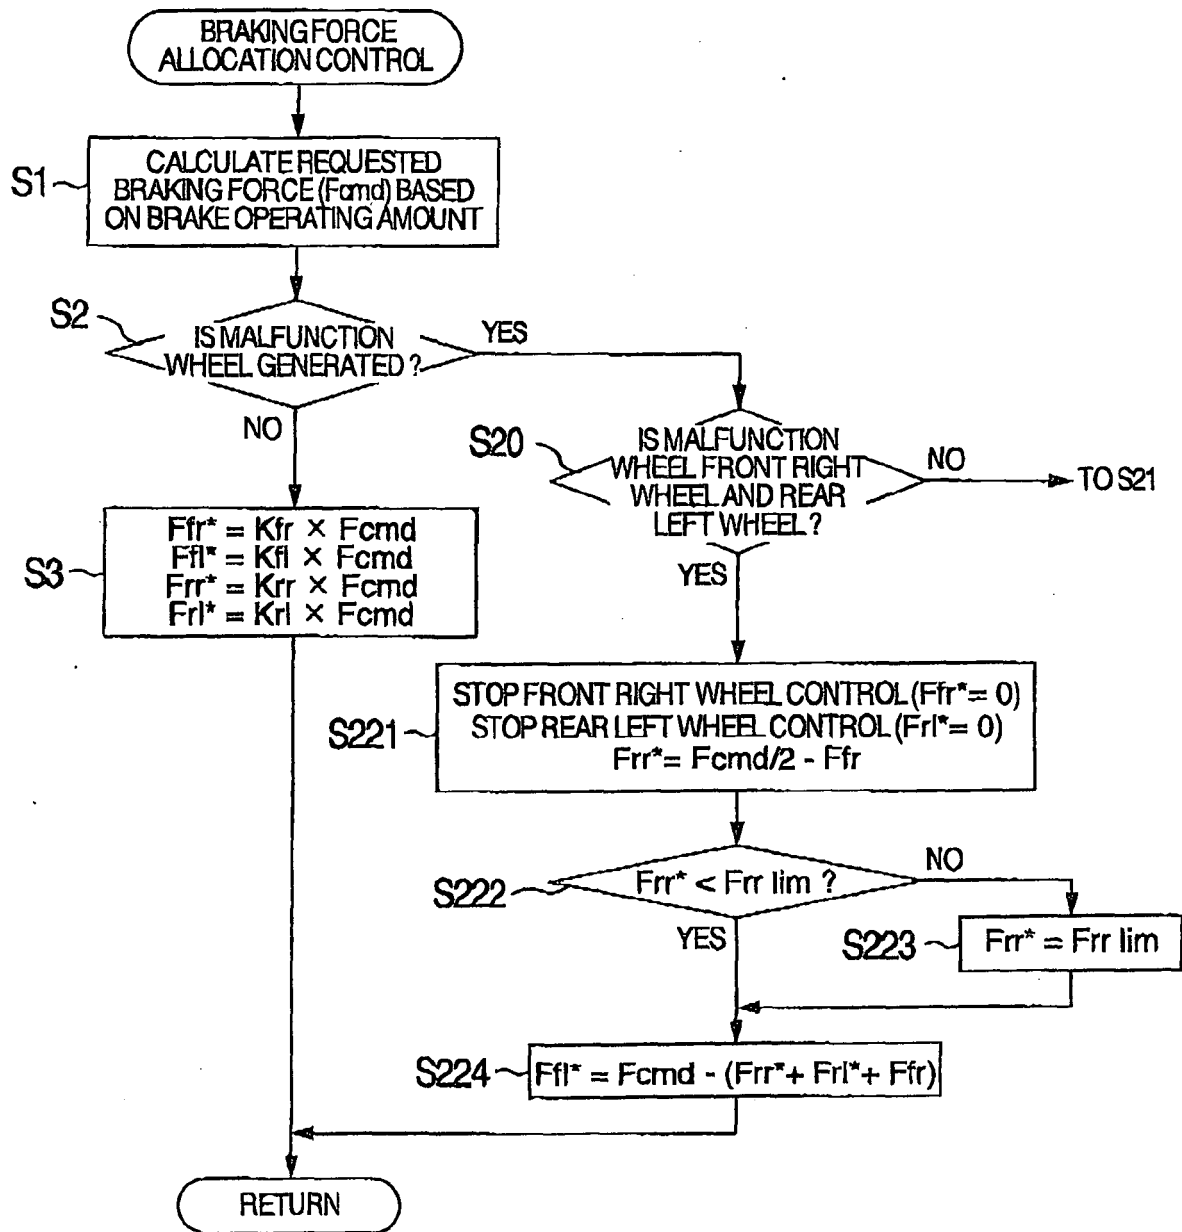 BRAKING FORCE
ALLOCATION CONTROL
S1
CALCULATE REQUESTED
BRAKING FORCE (Fcmd) BASED
ON BRAKE OPERATING AMOUNT
S2
IS MALFUNCTION
WHEEL GENERATED ?
YES
NO
S20
IS MALFUNCTION
WHEEL FRONT RIGHT
WHEEL AND REAR
LEFT WHEEL ?
NO
TO S21
YES
S3
Ffr* = Kfr × Fcmd
Ffl* = Kfl × Fcmd
Frr* = Krr × Fcmd
Frl* = Krl × Fcmd
S221
STOP FRONT RIGHT WHEEL CONTROL (Ffr* = 0)
STOP REAR LEFT WHEEL CONTROL (Frl* = 0)
Frr* = Fcmd/2 - Ffr
S222
Frr* < Frr lim ?
NO
YES
S223
Frr* = Frr lim
S224
Ffl* = Fcmd - (Frr* + Frl* + Ffr)
RETURN